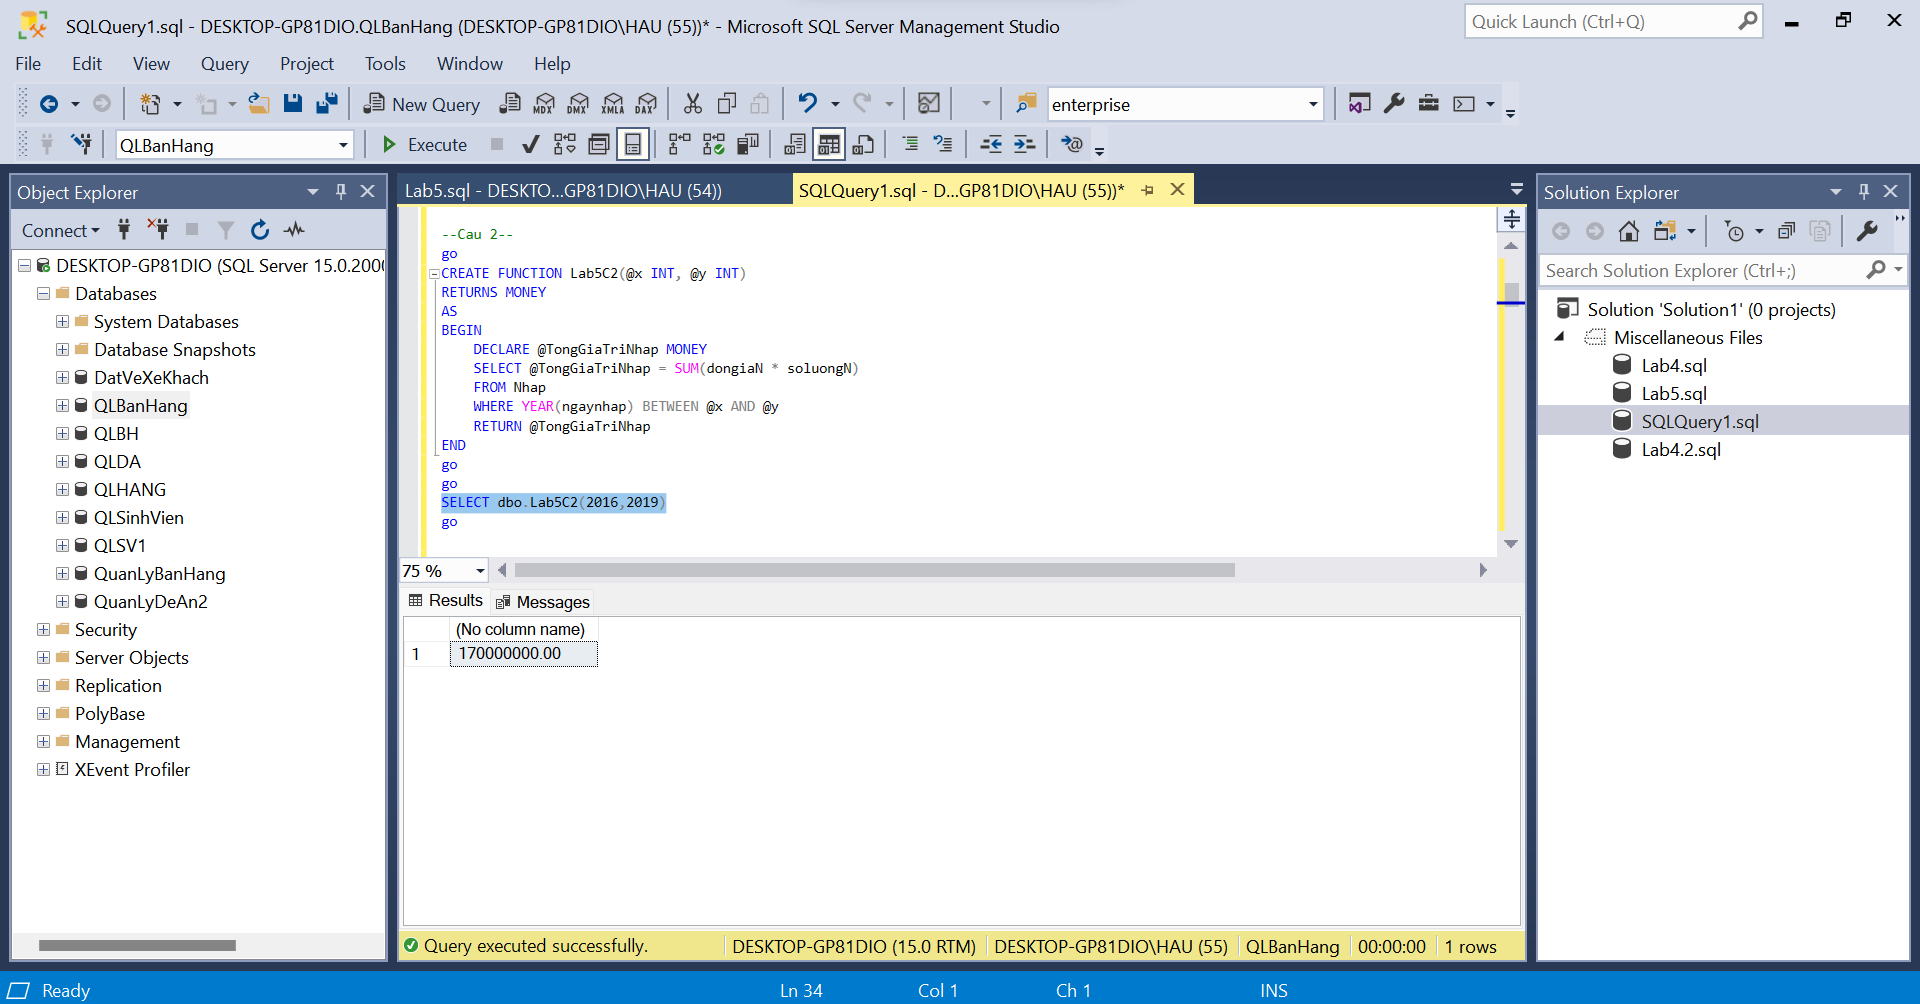 SQLQuery1.sql - DESKTOP-GP81DIO.QLBanHang (DESKTOP-GP81DIO\HAU (55))* - Microsoft SQL Server Management Studio
Quick Launch (Ctrl+Q)
File Edit View Query Project Tools Window Help
New Query MDX DMX XMLA DAX enterprise
QLBanHang Execute
Object Explorer
Connect
DESKTOP-GP81DIO (SQL Server 15.0.2000
Databases
System Databases
Database Snapshots
DatVeXeKhach
QLBanHang
QLBH
QLDA
QLHANG
QLSinhVien
QLSV1
QuanLyBanHang
QuanLyDeAn2
Security
Server Objects
Replication
PolyBase
Management
XEvent Profiler
Lab5.sql - DESKTO...GP81DIO\HAU (54))
SQLQuery1.sql - D...GP81DIO\HAU (55))*
--Cau 2--
go
CREATE FUNCTION Lab5C2(@x INT, @y INT)
RETURNS MONEY
AS
BEGIN
DECLARE @TongGiaTriNhap MONEY
SELECT @TongGiaTriNhap = SUM(dongiaN * soluongN)
FROM Nhap
WHERE YEAR(ngaynhap) BETWEEN @x AND @y
RETURN @TongGiaTriNhap
END
go
go
SELECT dbo.Lab5C2(2016,2019)
go
75 %
Results Messages
(No column name)
1 170000000.00
Query executed successfully. DESKTOP-GP81DIO (15.0 RTM) DESKTOP-GP81DIO\HAU (55) QLBanHang 00:00:00 1 rows
Solution Explorer
Search Solution Explorer (Ctrl+;)
Solution 'Solution1' (0 projects)
Miscellaneous Files
Lab4.sql
Lab5.sql
SQLQuery1.sql
Lab4.2.sql
Ready Ln 34 Col 1 Ch 1 INS